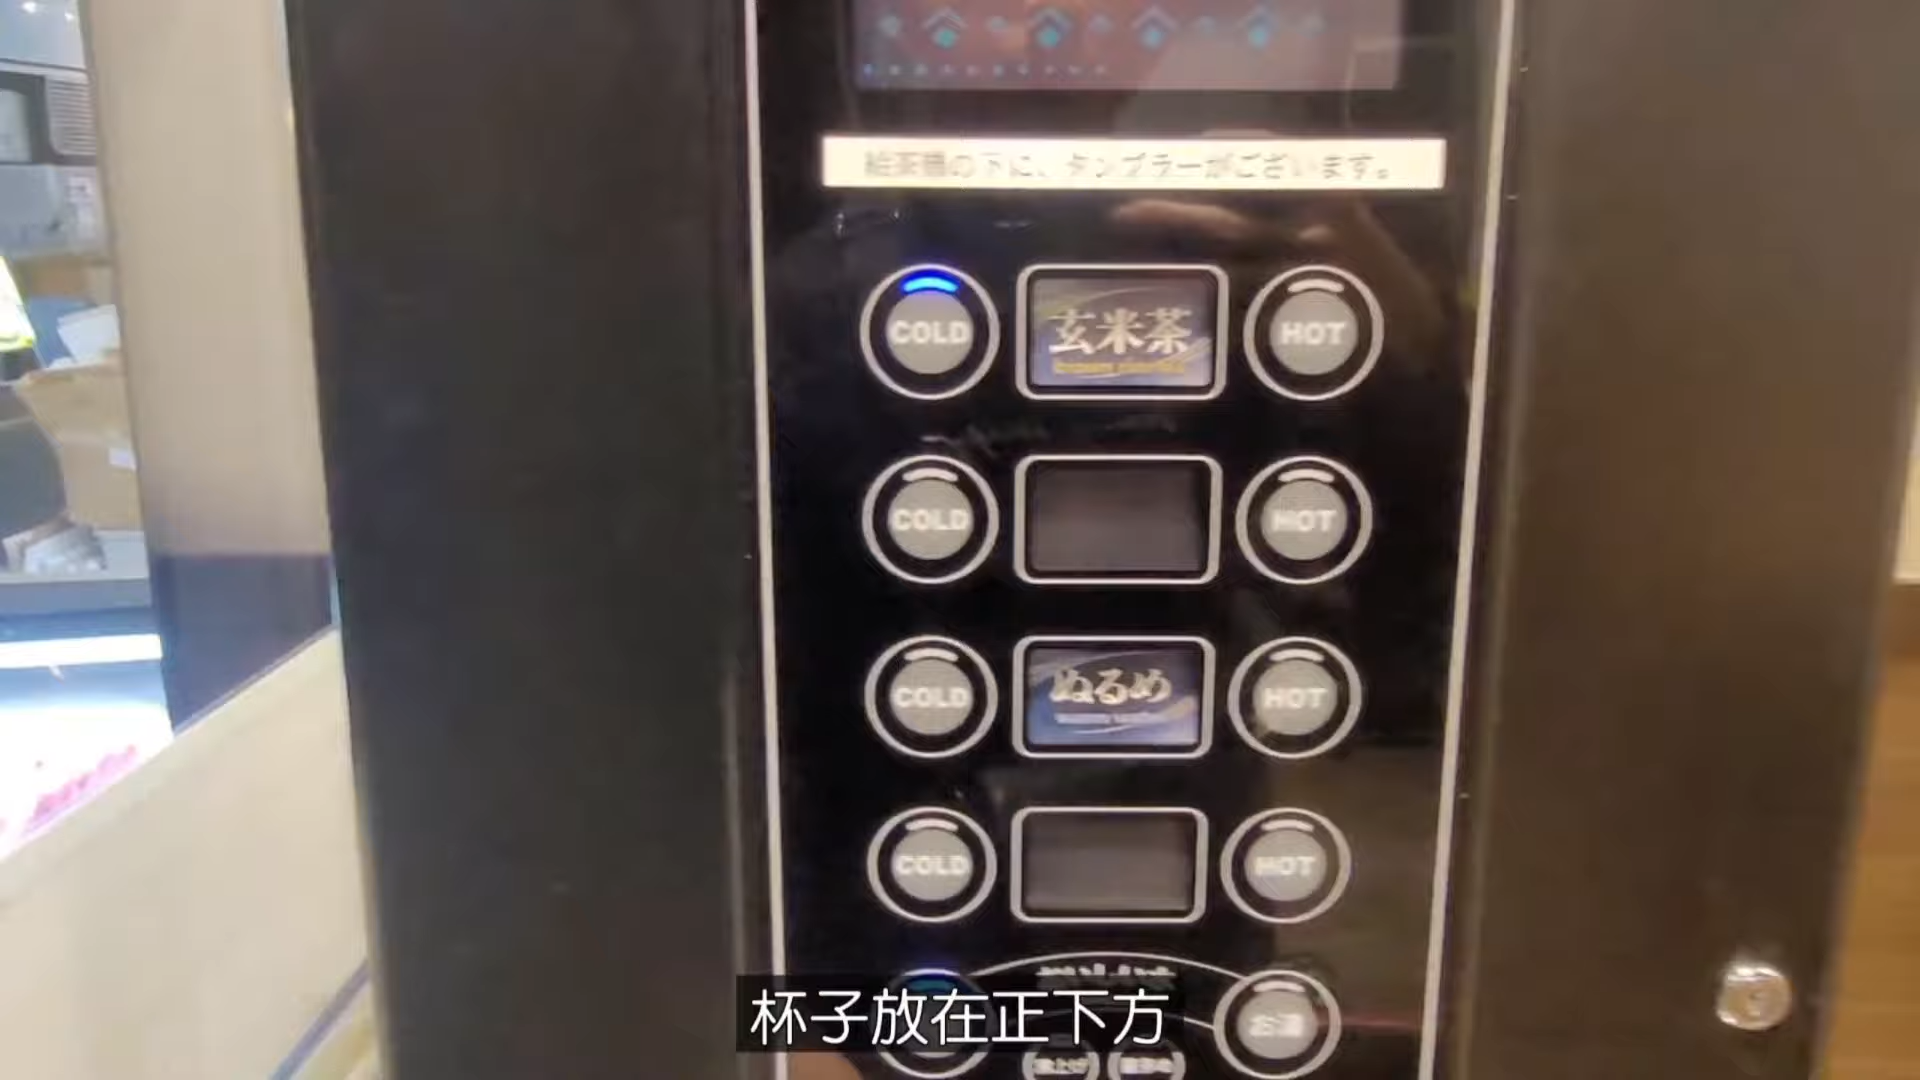 給茶機の下に、タンブラーがございます。
COLD 玄米茶 HOT
COLD HOT
COLD ぬるめ HOT
COLD HOT
お湯
杯子放在正下方